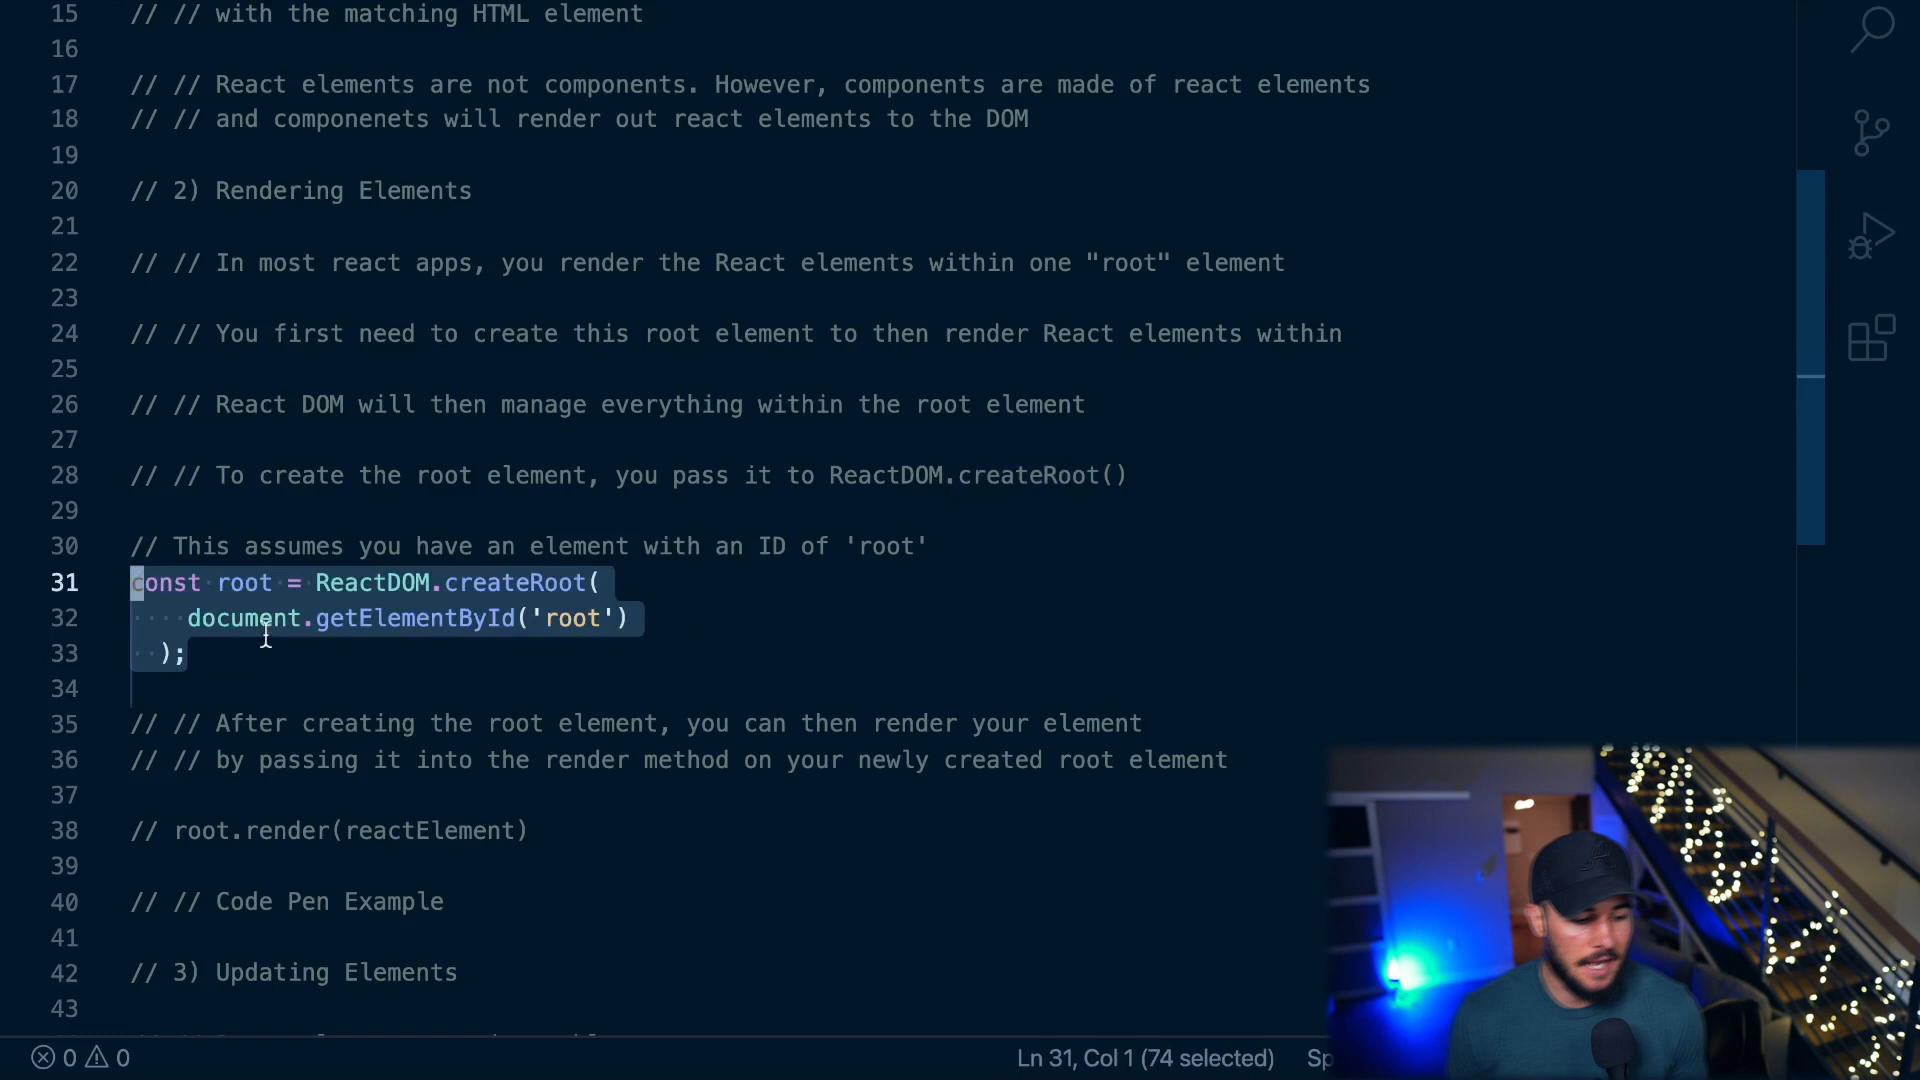 15 // // with the matching HTML element
16
17 // // React elements are not components. However, components are made of react elements
18 // // and componenets will render out react elements to the DOM
19
20 // 2) Rendering Elements
21
22 // // In most react apps, you render the React elements within one "root" element
23
24 // // You first need to create this root element to then render React elements within
25
26 // // React DOM will then manage everything within the root element
27
28 // // To create the root element, you pass it to ReactDOM.createRoot()
29
30 // This assumes you have an element with an ID of 'root'
31 const root = ReactDOM.createRoot(
32 document.getElementById('root')
33 );
34
35 // // After creating the root element, you can then render your element
36 // // by passing it into the render method on your newly created root element
37
38 // root.render(reactElement)
39
40 // // Code Pen Example
41
42 // 3) Updating Elements
43
0 0 Ln 31, Col 1 (74 selected) Sp